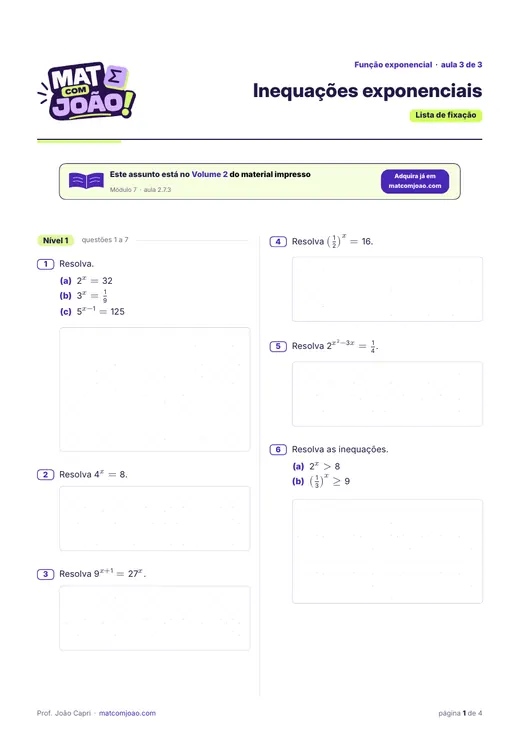 MAT
COM
JOÃO!
Σ
Função exponencial · aula 3 de 3
Inequações exponenciais
Lista de fixação
Este assunto está no Volume 2 do material impresso
Módulo 7 · aula 2.7.3
Adquira já em
matcomjoao.com
Nível 1 questões 1 a 7
1 Resolva.
(a) 2^x = 32
(b) 3^x = 1/9
(c) 5^{x−1} = 125
2 Resolva 4^x = 8.
3 Resolva 9^{x+1} = 27^x.
4 Resolva (1/2)^x = 16.
5 Resolva 2^{x²−3x} = 1/4.
6 Resolva as inequações.
(a) 2^x > 8
(b) (1/3)^x ≥ 9
Prof. João Capri · matcomjoao.com
página 1 de 4